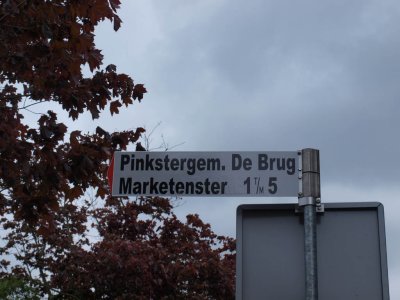 Pinkstergem. De Brug
Marketenster 1 T/M 5